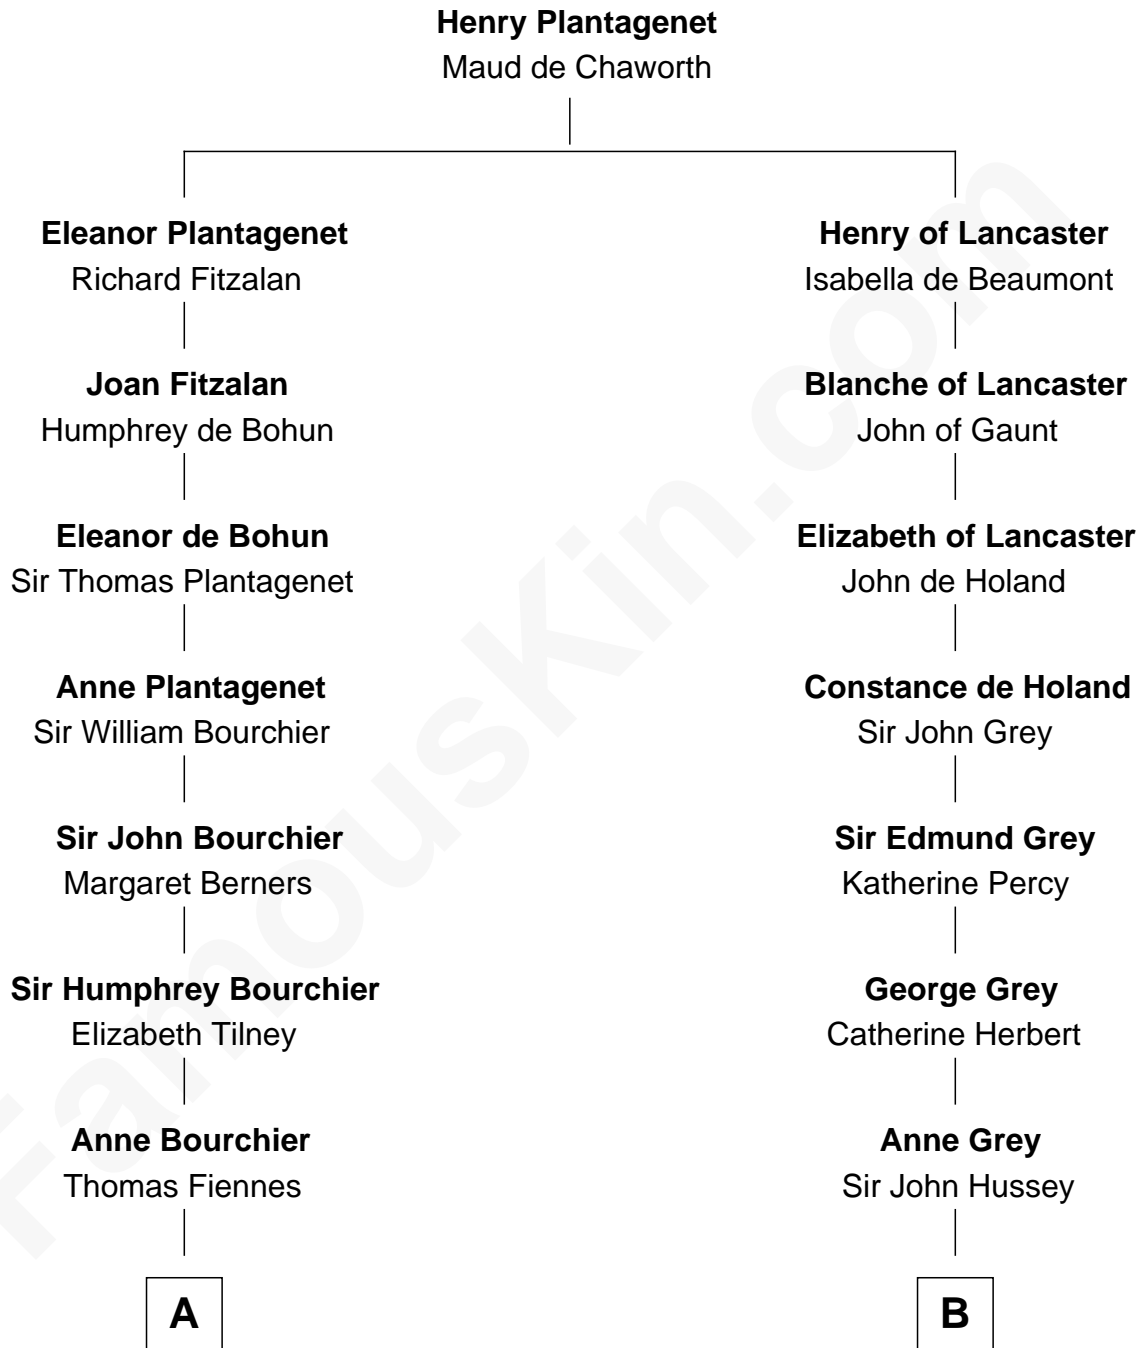 Henry Plantagenet
Maud de Chaworth
Eleanor Plantagenet
Richard Fitzalan
Joan Fitzalan
Humphrey de Bohun
Eleanor de Bohun
Sir Thomas Plantagenet
Anne Plantagenet
Sir William Bourchier
Sir John Bourchier
Margaret Berners
Sir Humphrey Bourchier
Elizabeth Tilney
Anne Bourchier
Thomas Fiennes
A
Henry of Lancaster
Isabella de Beaumont
Blanche of Lancaster
John of Gaunt
Elizabeth of Lancaster
John de Holand
Constance de Holand
Sir John Grey
Sir Edmund Grey
Katherine Percy
George Grey
Catherine Herbert
Anne Grey
Sir John Hussey
B
FamousKin.com